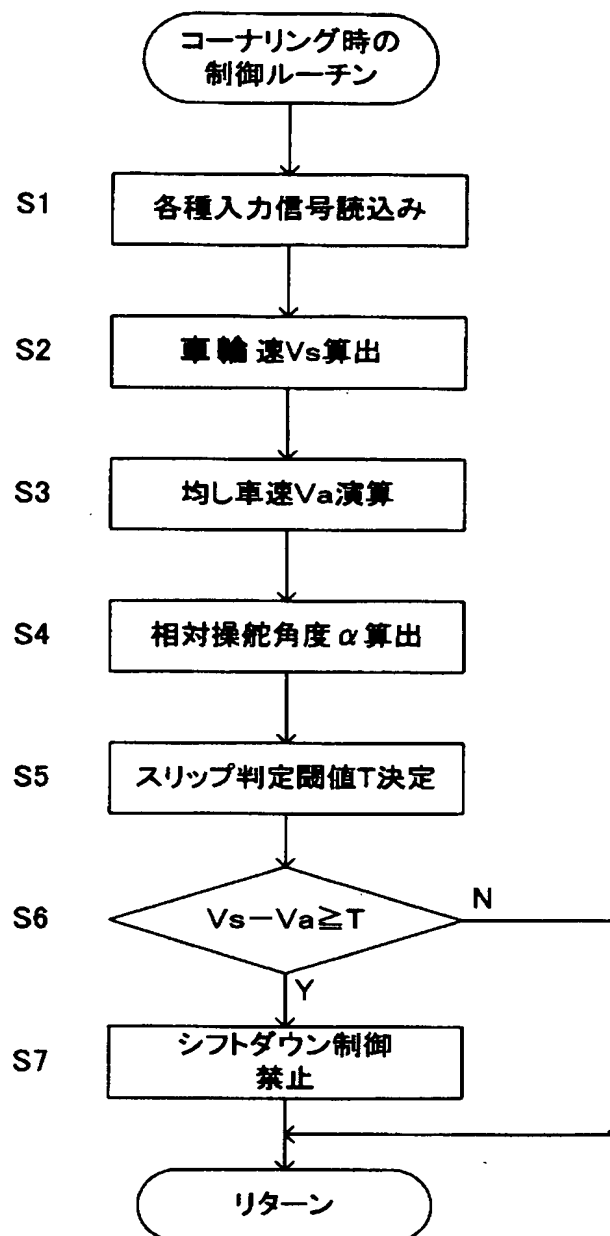 コーナリング時の
制御ルーチン
S1
各種入力信号読込み
S2
車輪速Vs算出
S3
均し車速Va演算
S4
相対操舵角度α算出
S5
スリップ判定閾値T決定
S6
Vs−Va≧T
N
Y
S7
シフトダウン制御
禁止
リターン